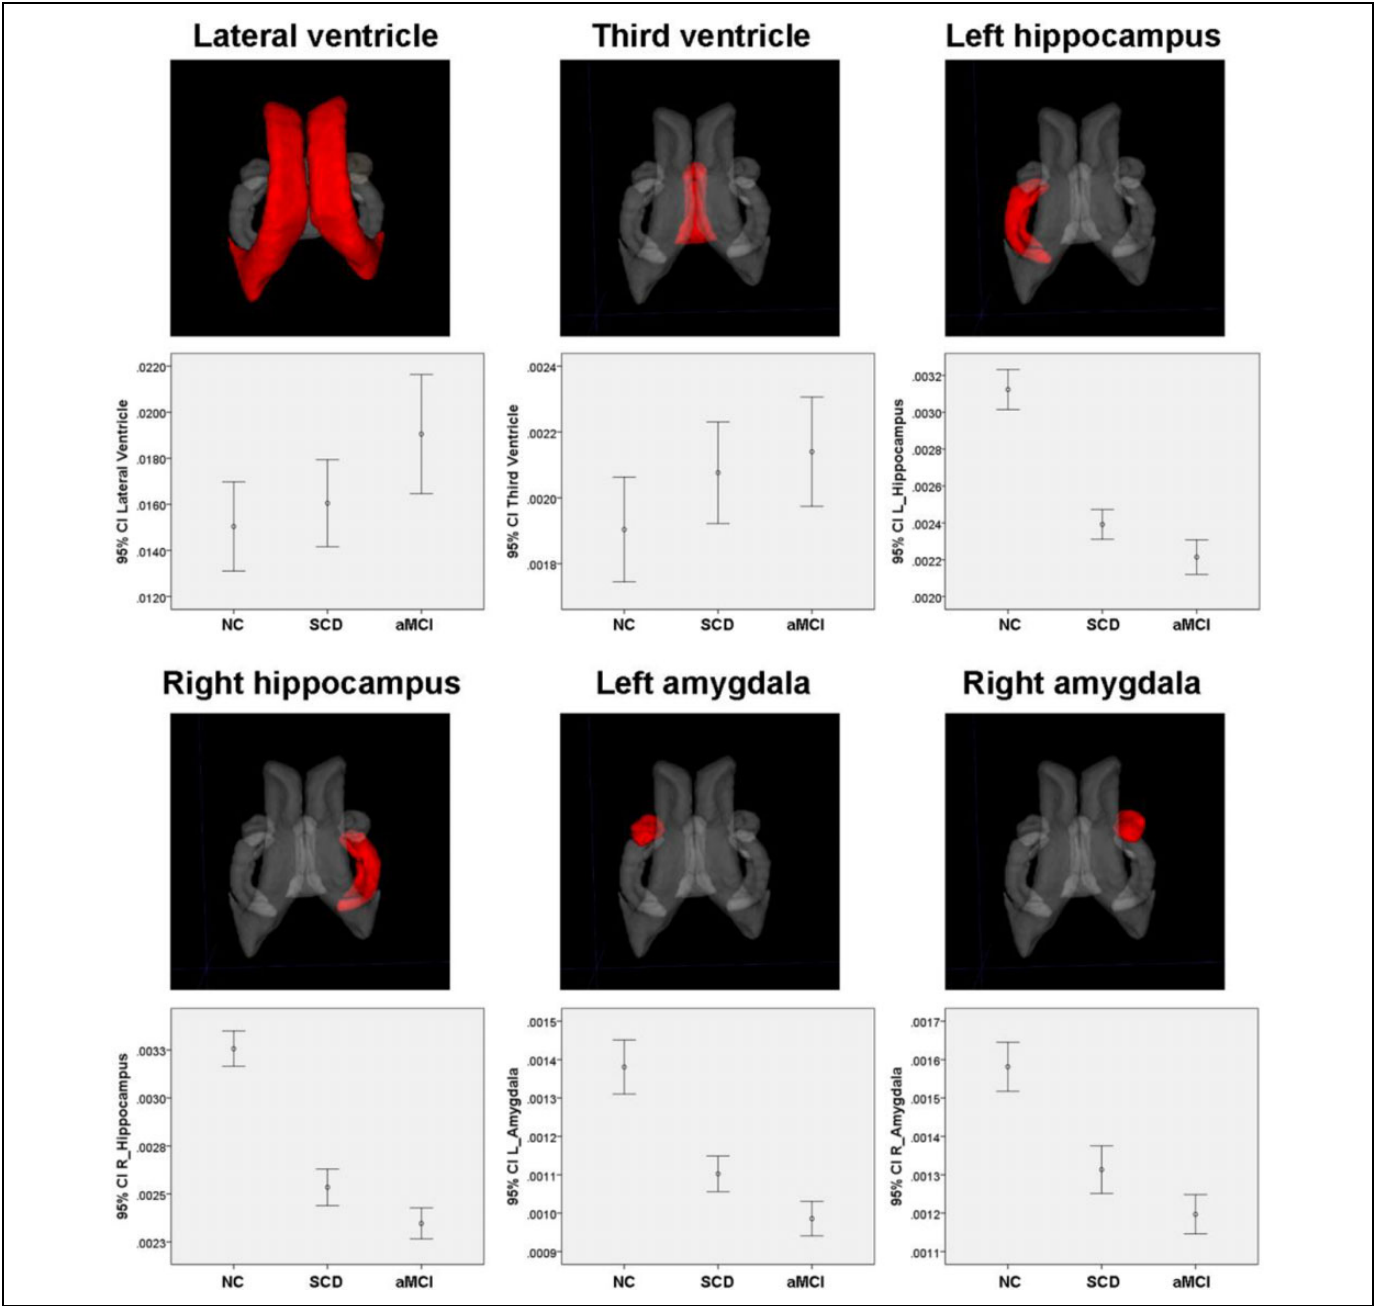 Lateral ventricle Third ventricle Left hippocampus
95% CI Lateral Ventricle
.0220
.0200
.0180
.0160
.0140
.0120
NC SCD aMCI
95% CI Third Ventricle
.0024
.0022
.0020
.0018
NC SCD aMCI
95% CI L_Hippocampus
.0032
.0030
.0028
.0026
.0024
.0022
.0020
NC SCD aMCI
Right hippocampus Left amygdala Right amygdala
95% CI R_Hippocampus
.0033
.0030
.0028
.0025
.0023
NC SCD aMCI
95% CI L_Amygdala
.0015
.0014
.0013
.0012
.0011
.0010
.0009
NC SCD aMCI
95% CI R_Amygdala
.0017
.0016
.0015
.0014
.0013
.0012
.0011
NC SCD aMCI